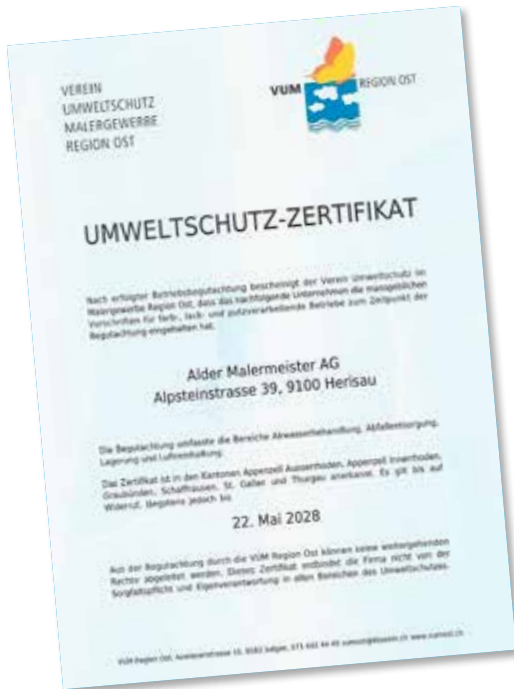 VEREIN
UMWELTSCHUTZ
MALERGEWERBE
REGION OST
VUM REGION OST
UMWELTSCHUTZ-ZERTIFIKAT
Nach erfolgter Betriebsbegutachtung bescheinigt der Verein Umweltschutz im
Malergewerbe Region Ost, dass das nachfolgende Unternehmen die massgeblichen
Vorschriften für farb-, lack- und putzverarbeitende Betriebe zum Zeitpunkt der
Begutachtung eingehalten hat.
Alder Malermeister AG
Alpsteinstrasse 39, 9100 Herisau
Die Begutachtung umfasste die Bereiche Abwasserbehandlung, Abfallentsorgung,
Lagerung und Luftreinhaltung.
Das Zertifikat ist in den Kantonen Appenzell Ausserrhoden, Appenzell Innerrhoden,
Graubünden, Schaffhausen, St. Gallen und Thurgau anerkannt. Es gilt bis auf
Widerruf, längstens jedoch bis
22. Mai 2028
Aus der Begutachtung durch die VUM Region Ost können keine weitergehenden
Rechte abgeleitet werden. Dieses Zertifikat entbindet die Firma nicht von der
Sorgfaltspflicht und Eigenverantwortung in allen Bereichen des Umweltschutzes.
VUM Region Ost,